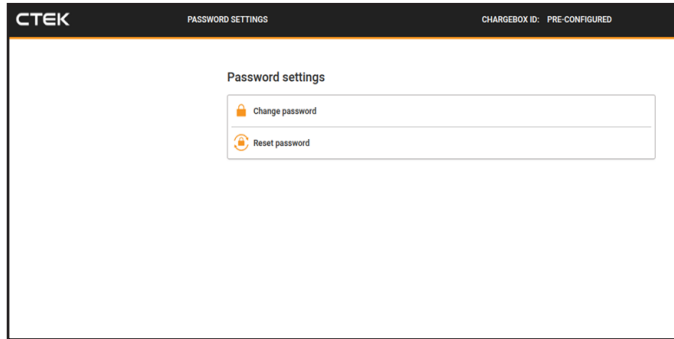 CTEK PASSWORD SETTINGS CHARGEBOX ID: PRE-CONFIGURED
Password settings
Change password
Reset password